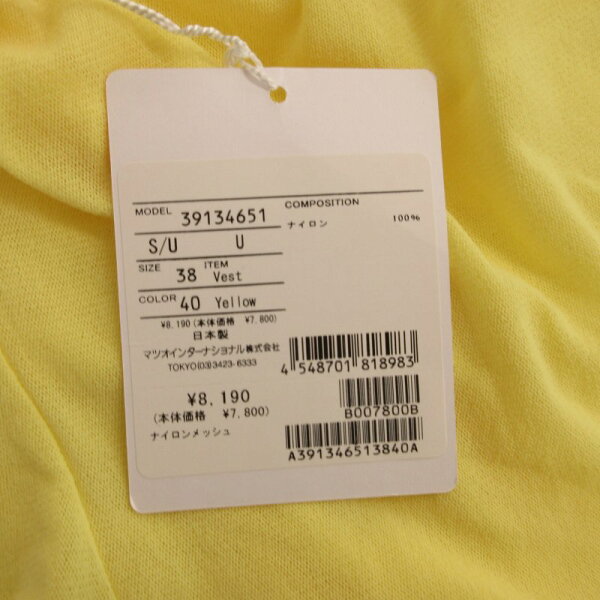 MODEL 39134651
COMPOSITION
ナイロン 100%
S/U U
SIZE 38 ITEM Vest
COLOR 40 Yellow
¥8,190(本体価格 ¥7,800)
日本製
マツオインターナショナル株式会社
TOKYO(03)3423-6333
4 548701 818983
¥8,190
(本体価格 ¥7,800)
B007800B
ナイロンメッシュ
A391346513840A